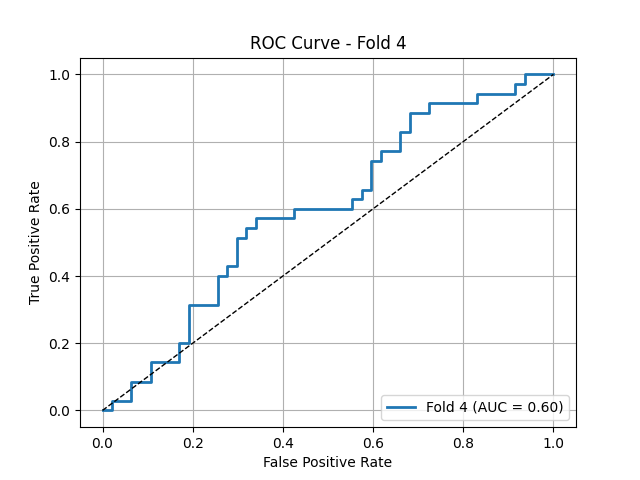 ROC Curve - Fold 4
True Positive Rate
1.0
0.8
0.6
0.4
0.2
0.0
Fold 4 (AUC = 0.60)
0.0 0.2 0.4 0.6 0.8 1.0
False Positive Rate